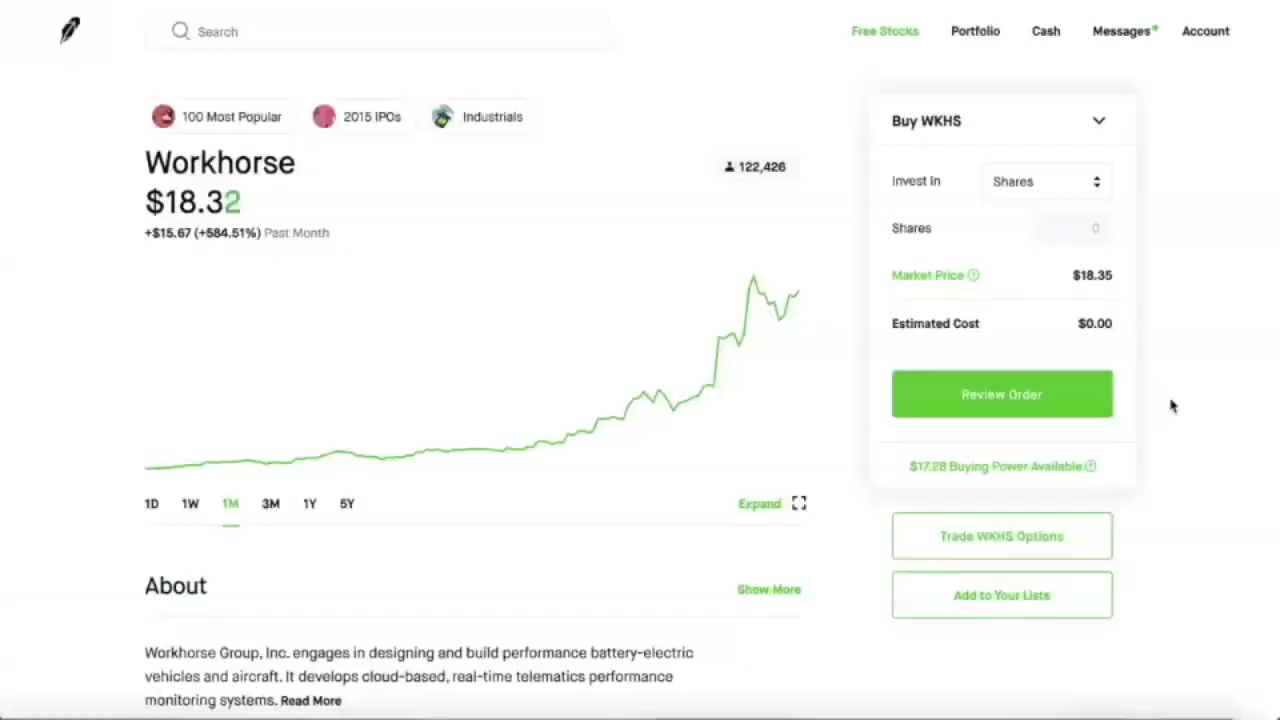 Search
Free Stocks Portfolio Cash Messages Account
100 Most Popular 2015 IPOs Industrials
Workhorse
122,426
$18.32
+$15.67 (+584.51%) Past Month
1D 1W 1M 3M 1Y 5Y
Expand
About
Show More
Workhorse Group, Inc. engages in designing and build performance battery-electric
vehicles and aircraft. It develops cloud-based, real-time telematics performance
monitoring systems. Read More
Buy WKHS
Invest In Shares
Shares 0
Market Price $18.35
Estimated Cost $0.00
Review Order
$17.28 Buying Power Available
Trade WKHS Options
Add to Your Lists